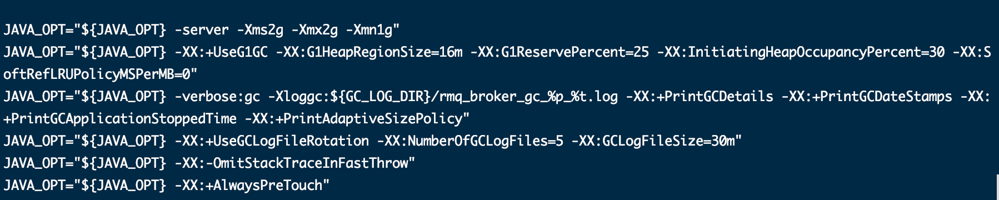 JAVA_OPT="${JAVA_OPT} -server -Xms2g -Xmx2g -Xmn1g"
JAVA_OPT="${JAVA_OPT} -XX:+UseG1GC -XX:G1HeapRegionSize=16m -XX:G1ReservePercent=25 -XX:InitiatingHeapOccupancyPercent=30 -XX:S
oftRefLRUPolicyMSPerMB=0"
JAVA_OPT="${JAVA_OPT} -verbose:gc -Xloggc:${GC_LOG_DIR}/rmq_broker_gc_%p_%t.log -XX:+PrintGCDetails -XX:+PrintGCDateStamps -XX:
+PrintGCApplicationStoppedTime -XX:+PrintAdaptiveSizePolicy"
JAVA_OPT="${JAVA_OPT} -XX:+UseGCLogFileRotation -XX:NumberOfGCLogFiles=5 -XX:GCLogFileSize=30m"
JAVA_OPT="${JAVA_OPT} -XX:-OmitStackTraceInFastThrow"
JAVA_OPT="${JAVA_OPT} -XX:+AlwaysPreTouch"